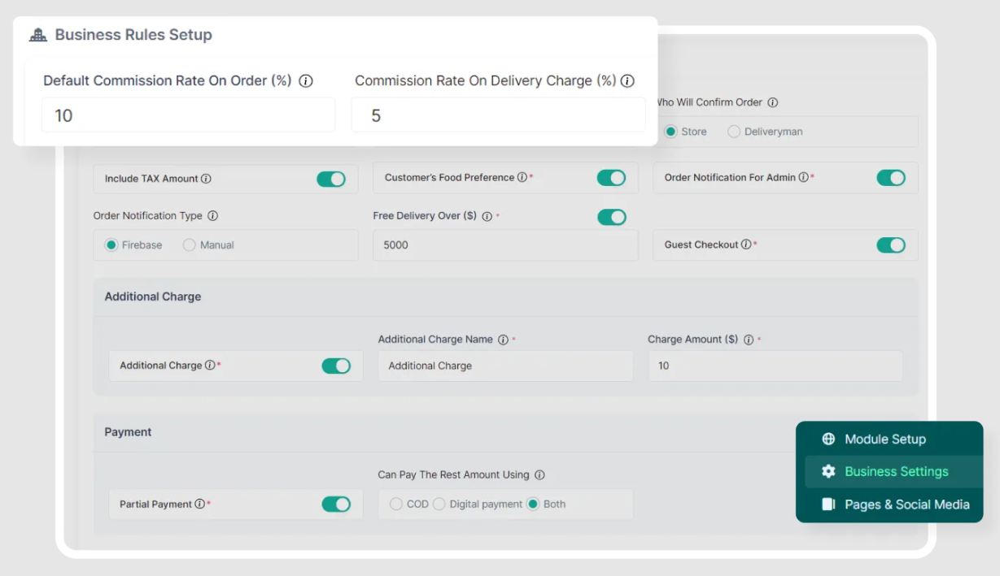 Business Rules Setup
Default Commission Rate On Order (%) Commission Rate On Delivery Charge (%)
10 5
Who Will Confirm Order
Store Deliveryman
Include TAX Amount Customer's Food Preference * Order Notification For Admin *
Order Notification Type Free Delivery Over ($) *
Firebase Manual 5000 Guest Checkout *
Additional Charge
Additional Charge Name * Charge Amount ($) *
Additional Charge * Additional Charge 10
Payment
Can Pay The Rest Amount Using
Partial Payment * COD Digital payment Both
Module Setup
Business Settings
Pages & Social Media